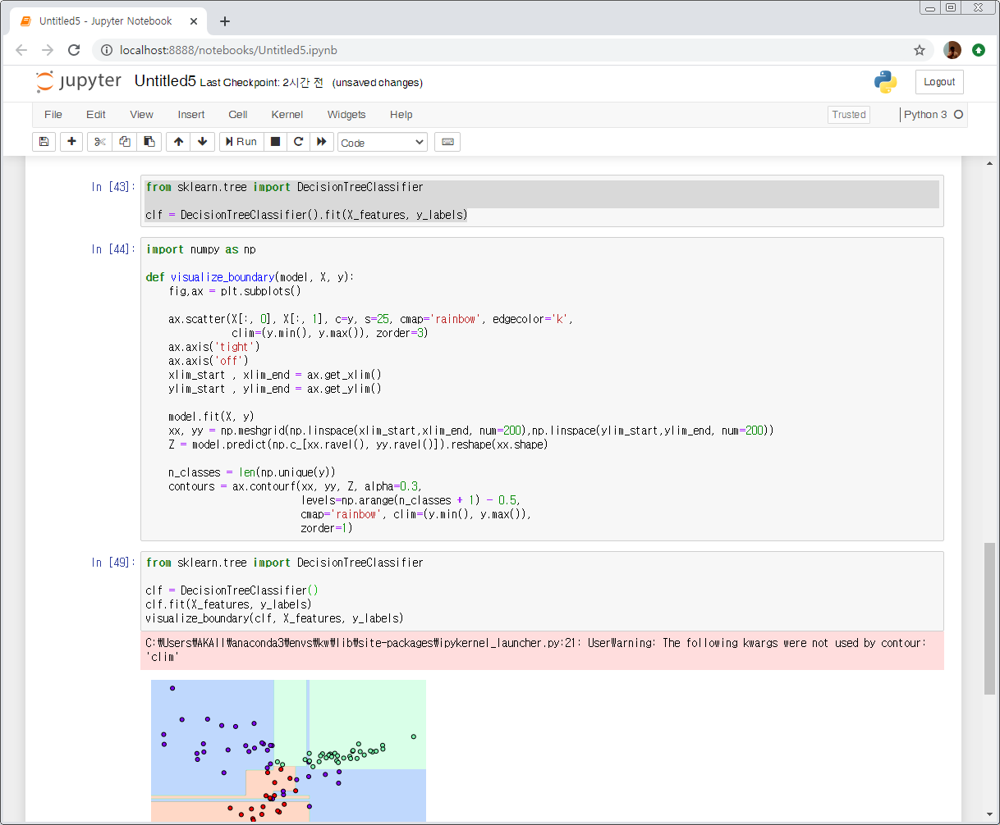 Untitled5 - Jupyter Notebook
localhost:8888/notebooks/Untitled5.ipynb
jupyter Untitled5 Last Checkpoint: 2시간 전 (unsaved changes)
Logout
File Edit View Insert Cell Kernel Widgets Help
Trusted
Python 3
Run
Code
In [43]:
from sklearn.tree import DecisionTreeClassifier
clf = DecisionTreeClassifier().fit(X_features, y_labels)
In [44]:
import numpy as np
def visualize_boundary(model, X, y):
fig,ax = plt.subplots()
ax.scatter(X[:, 0], X[:, 1], c=y, s=25, cmap='rainbow', edgecolor='k',
clim=(y.min(), y.max()), zorder=3)
ax.axis('tight')
ax.axis('off')
xlim_start , xlim_end = ax.get_xlim()
ylim_start , ylim_end = ax.get_ylim()
model.fit(X, y)
xx, yy = np.meshgrid(np.linspace(xlim_start,xlim_end, num=200),np.linspace(ylim_start,ylim_end, num=200))
Z = model.predict(np.c_[xx.ravel(), yy.ravel()]).reshape(xx.shape)
n_classes = len(np.unique(y))
contours = ax.contourf(xx, yy, Z, alpha=0.3,
levels=np.arange(n_classes + 1) - 0.5,
cmap='rainbow', clim=(y.min(), y.max()),
zorder=1)
In [49]:
from sklearn.tree import DecisionTreeClassifier
clf = DecisionTreeClassifier()
clf.fit(X_features, y_labels)
visualize_boundary(clf, X_features, y_labels)
C:₩Users₩AKAII₩anaconda3₩envs₩kw₩lib₩site-packages₩ipykernel_launcher.py:21: UserWarning: The following kwargs were not used by contour:
'clim'